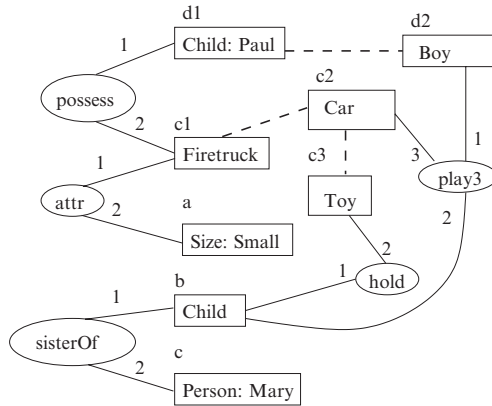 d1
d2
1
Child: Paul
Boy
c2
possess
Car
2
c1
1
Firetruck
c3
3
1
play3
attr
a
Toy
2
2
Size: Small
2
b
1
hold
1
Child
sisterOf
c
2
Person: Mary